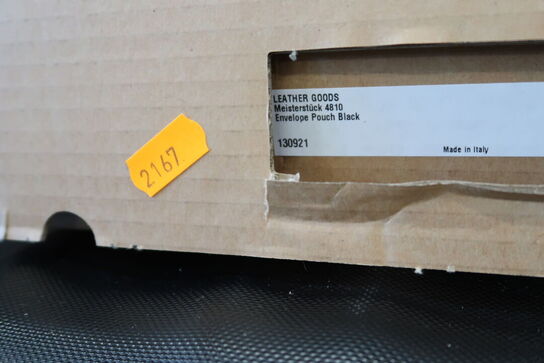 LEATHER GOODS
Meisterstück 4810
Envelope Pouch Black
130921
Made in Italy
2167